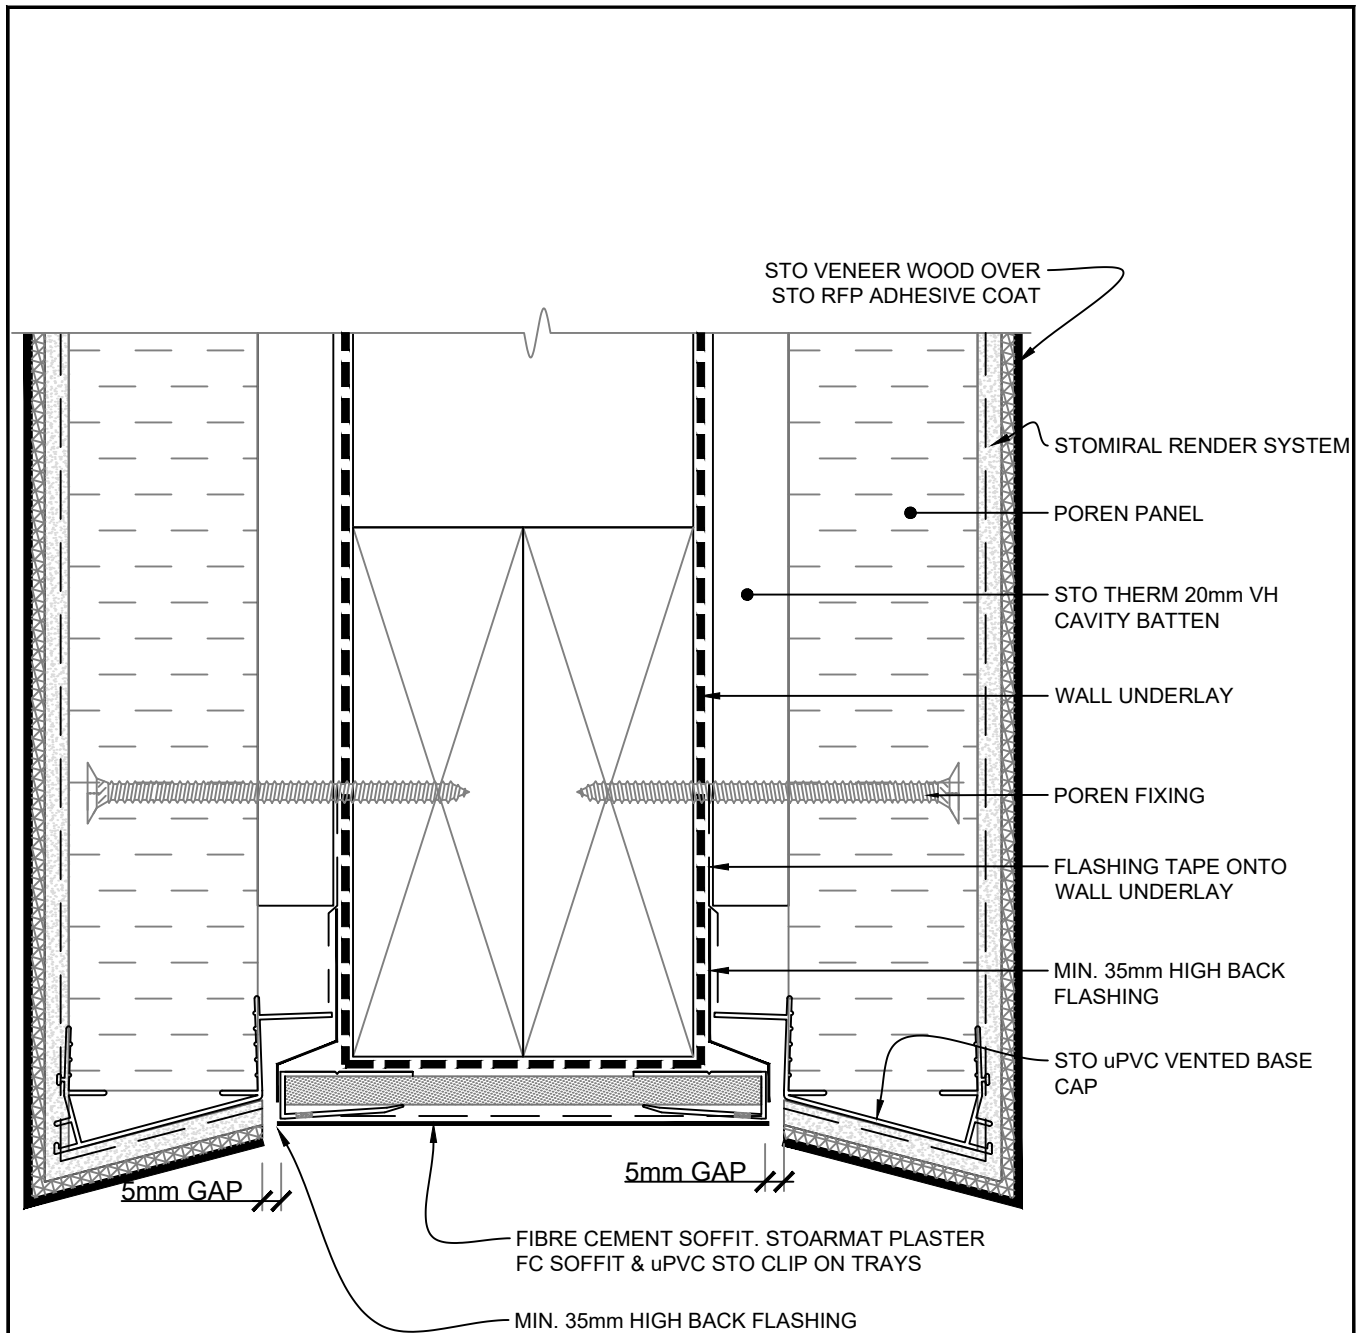 STO VENEER WOOD OVER
STO RFP ADHESIVE COAT
STOMIRAL RENDER SYSTEM
POREN PANEL
STO THERM 20mm VH
CAVITY BATTEN
WALL UNDERLAY
POREN FIXING
FLASHING TAPE ONTO
WALL UNDERLAY
MIN. 35mm HIGH BACK
FLASHING
STO uPVC VENTED BASE
CAP
5mm GAP
5mm GAP
FIBRE CEMENT SOFFIT. STOARMAT PLASTER
FC SOFFIT & uPVC STO CLIP ON TRAYS
MIN. 35mm HIGH BACK FLASHING